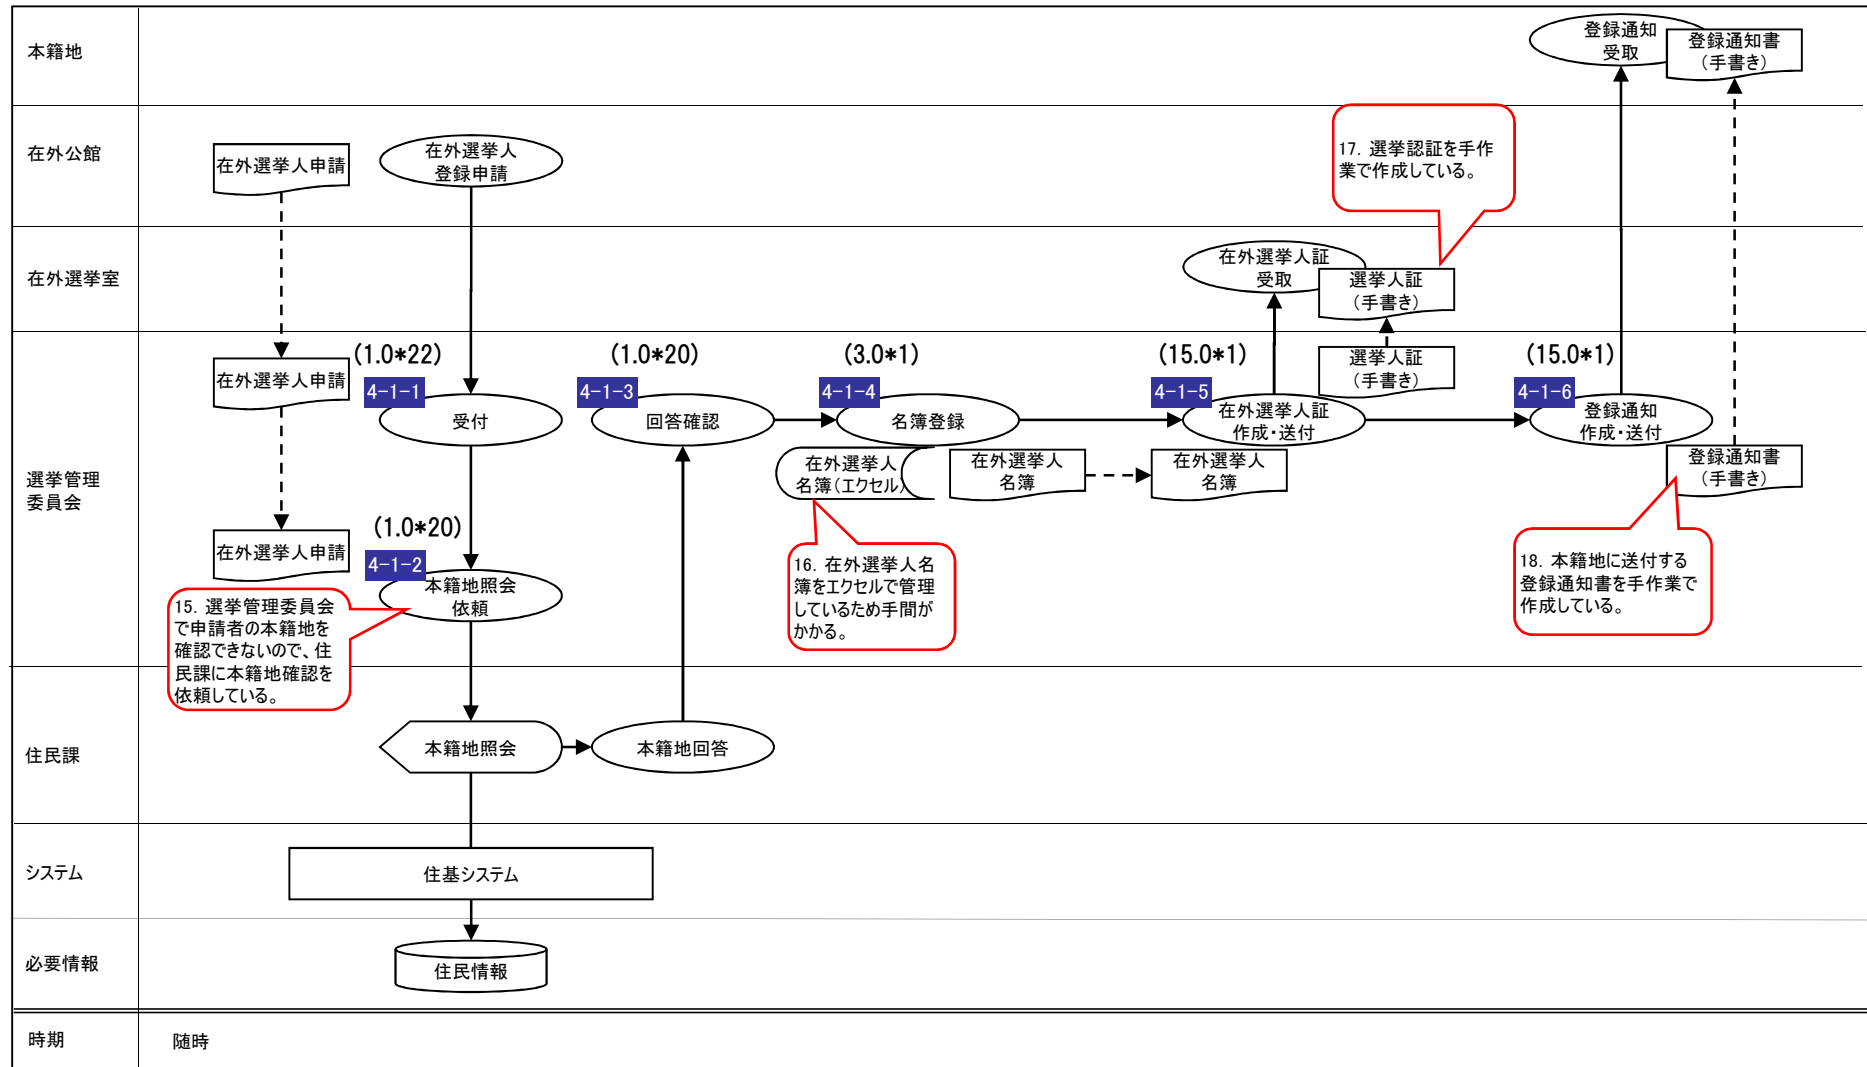 本籍地
登録通知
受取
登録通知書
（手書き）
在外公館
在外選挙人申請
在外選挙人
登録申請
17．選挙認証を手作
業で作成している。
在外選挙室
在外選挙人証
受取
選挙人証
（手書き）
選挙管理
委員会
在外選挙人申請
(1.0*22)
4-1-1
受付
(1.0*20)
4-1-3
回答確認
(3.0*1)
4-1-4
名簿登録
(15.0*1)
4-1-5
在外選挙人証
作成・送付
選挙人証
（手書き）
(15.0*1)
4-1-6
登録通知
作成・送付
在外選挙人
名簿（エクセル）
在外選挙人
名簿
在外選挙人
名簿
登録通知書
（手書き）
在外選挙人申請
(1.0*20)
4-1-2
本籍地照会
依頼
15．選挙管理委員会
で申請者の本籍地を
確認できないので、住
民課に本籍地確認を
依頼している。
16．在外選挙人名
簿をエクセルで管理
しているため手間が
かかる。
18．本籍地に送付する
登録通知書を手作業で
作成している。
住民課
本籍地照会
本籍地回答
システム
住基システム
必要情報
住民情報
時期
随時